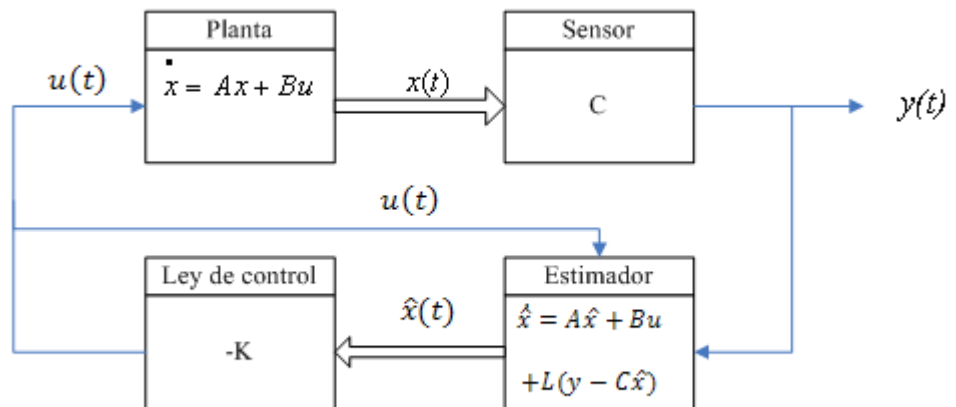 Planta
ẋ = Ax + Bu
Sensor
C
u(t)
x(t)
y(t)
u(t)
Ley de control
-K
x̂(t)
Estimador
x̂̇ = Ax̂ + Bu
+L(y − Cx̂)